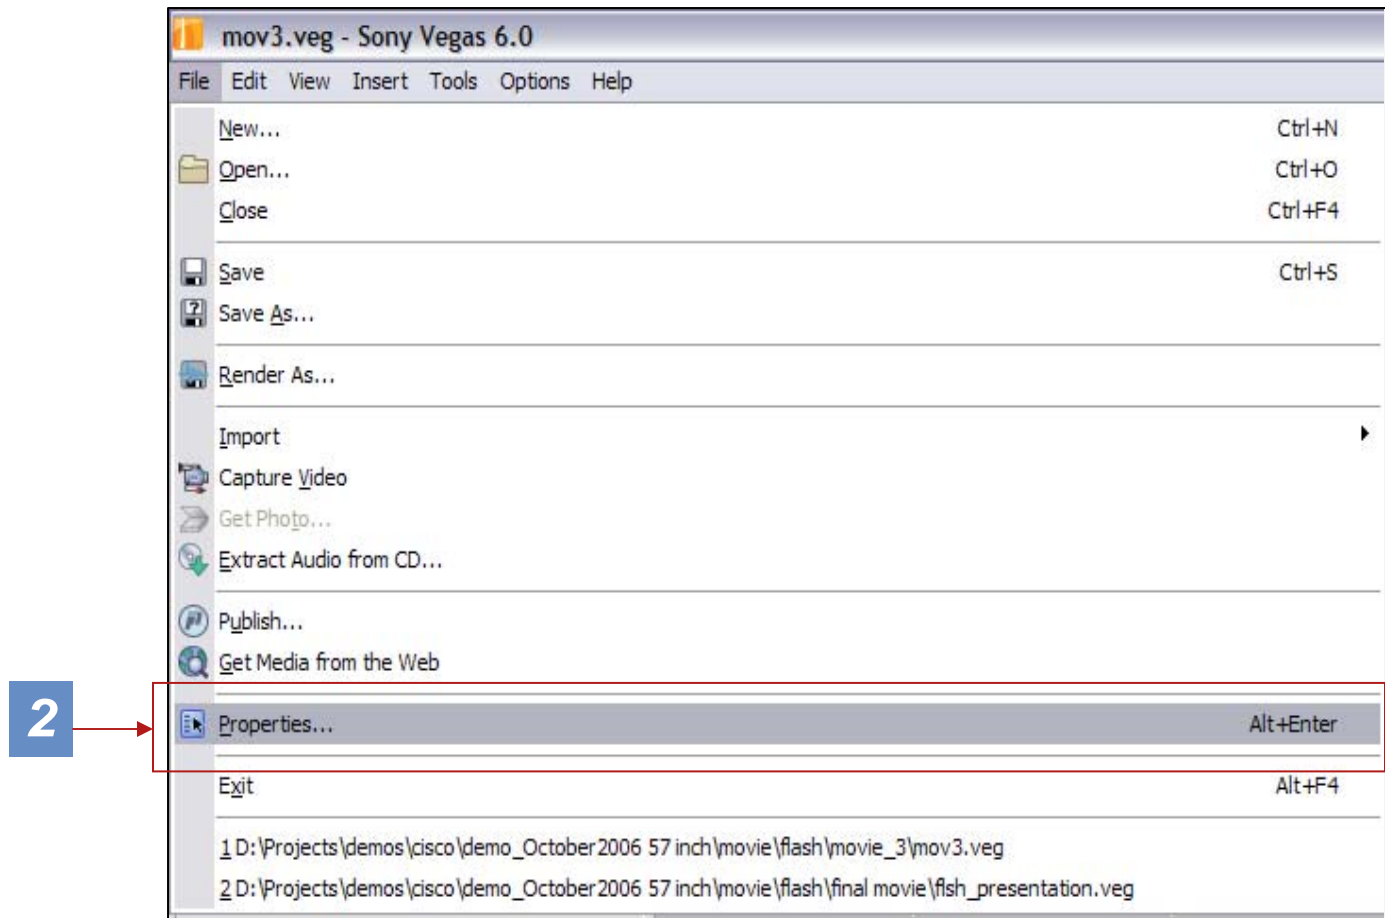 mov3.veg - Sony Vegas 6.0
File Edit View Insert Tools Options Help
New... Ctrl+N
Open... Ctrl+O
Close Ctrl+F4
Save Ctrl+S
Save As...
Render As...
Import
Capture Video
Get Photo...
Extract Audio from CD...
Publish...
Get Media from the Web
2
Properties... Alt+Enter
Exit Alt+F4
1 D:\Projects\demos\cisco\demo_October2006 57 inch\movie\flash\movie_3\mov3.veg
2 D:\Projects\demos\cisco\demo_October2006 57 inch\movie\flash\final movie\flsh_presentation.veg